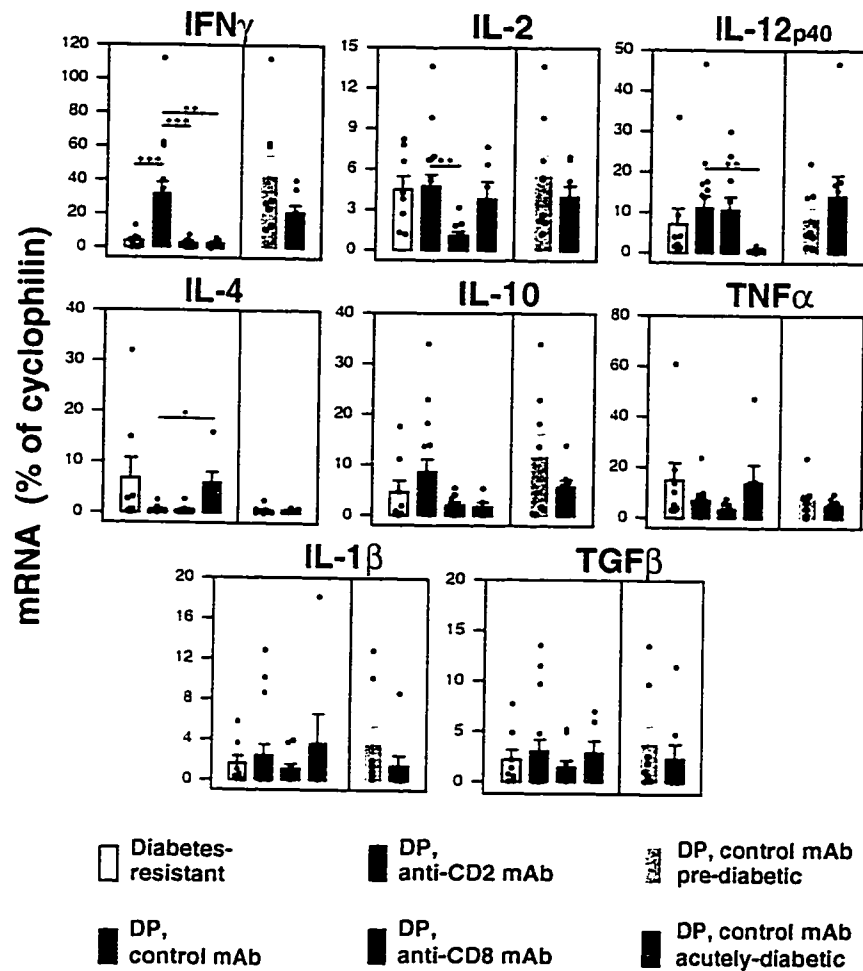 IFNγ
IL-2
IL-12p40
120
100
80
60
40
20
0
15
12
9
6
3
0
50
40
30
20
10
0
IL-4
IL-10
TNFα
40
30
20
10
0
40
30
20
10
0
80
60
40
20
0
IL-1β
TGFβ
20
16
12
8
4
0
20
15
10
5
0
mRNA (% of cyclophilin)
Diabetes-
resistant
DP,
anti-CD2 mAb
DP, control mAb
pre-diabetic
DP,
control mAb
DP,
anti-CD8 mAb
DP, control mAb
acutely-diabetic